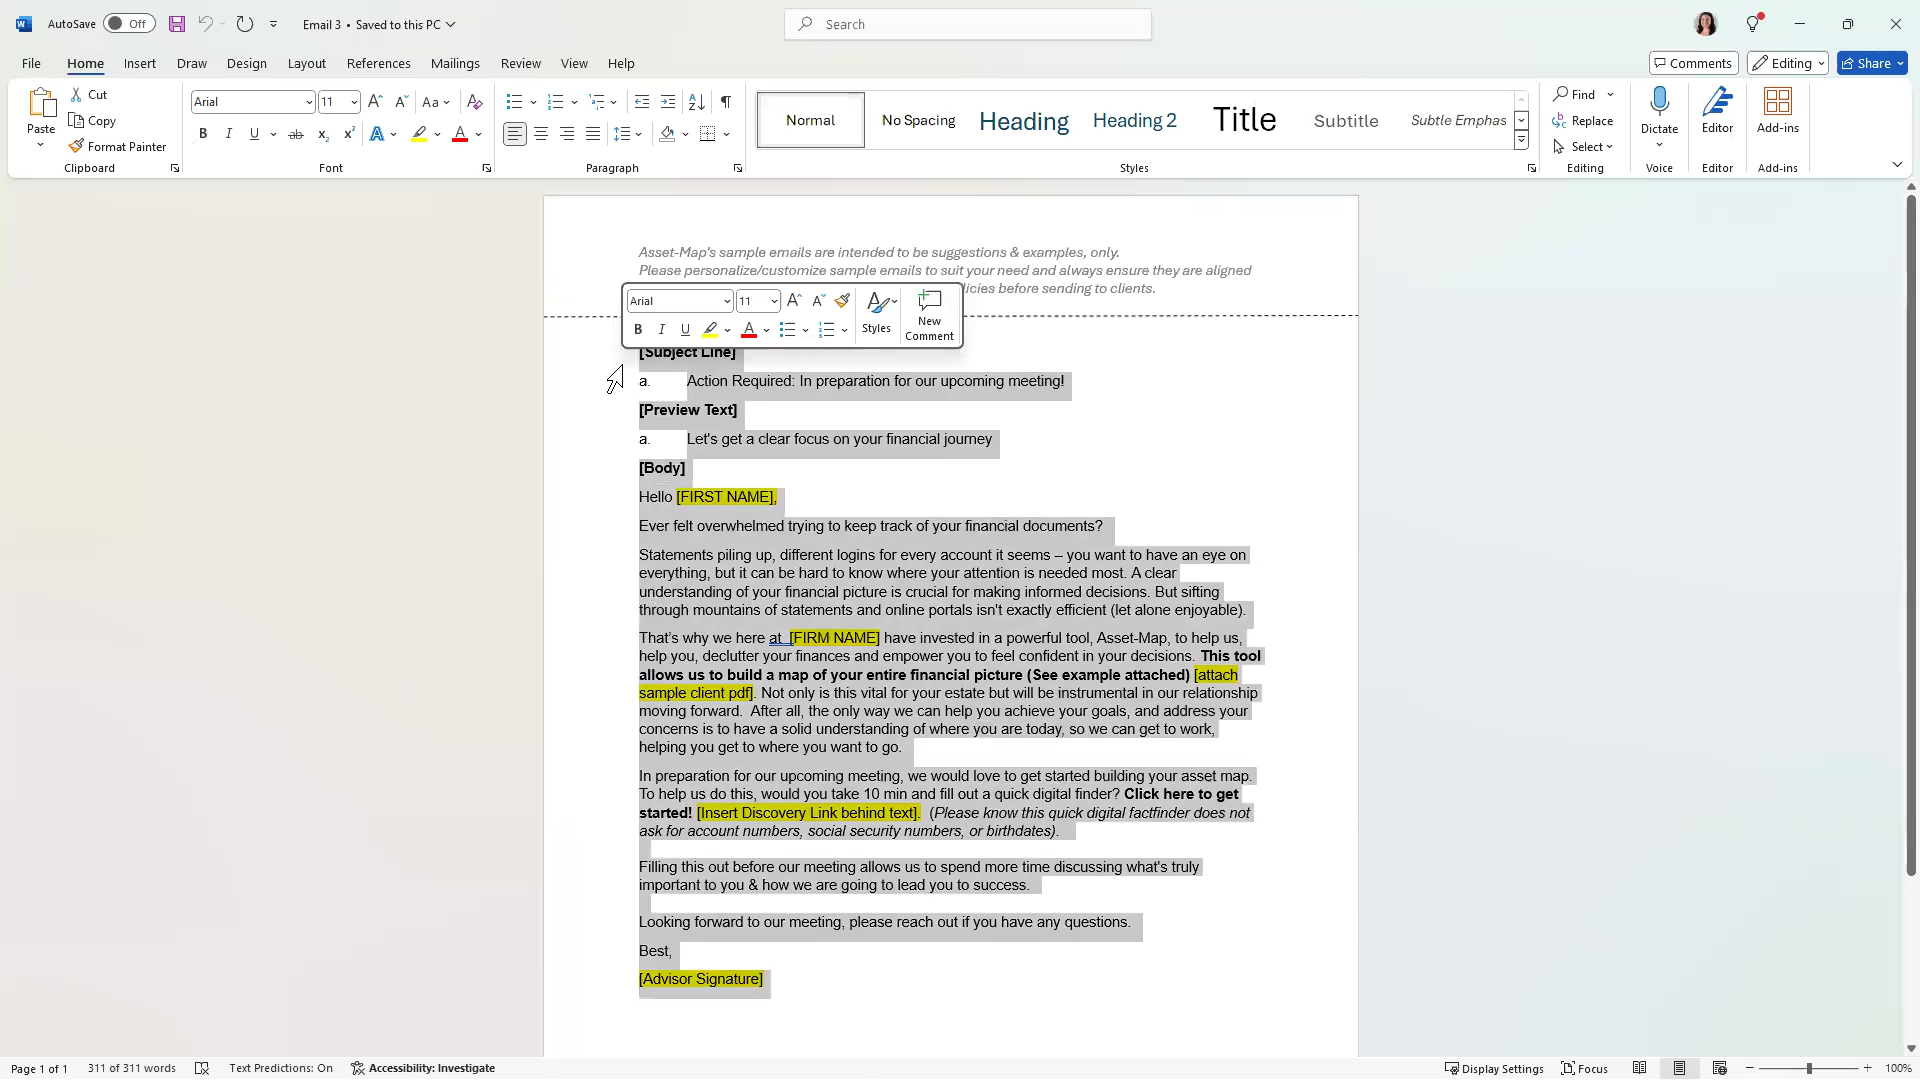 AutoSave Off Email 3 • Saved to this PC Search
File Home Insert Draw Design Layout References Mailings Review View Help Comments Editing Share
Paste Cut Copy Format Painter Clipboard
Arial 11 Aa Font
Paragraph
Normal No Spacing Heading Heading 2 Title Subtitle Subtle Emphas Styles
Find Replace Select Editing
Dictate Voice
Editor Editor
Add-ins Add-ins
Asset-Map's sample emails are intended to be suggestions & examples, only.
Please personalize/customize sample emails to suit your need and always ensure they are aligned
licies before sending to clients.
Arial 11 Styles New Comment
[Subject Line]
a. Action Required: In preparation for our upcoming meeting!
[Preview Text]
a. Let's get a clear focus on your financial journey
[Body]
Hello [FIRST NAME],
Ever felt overwhelmed trying to keep track of your financial documents?
Statements piling up, different logins for every account it seems – you want to have an eye on
everything, but it can be hard to know where your attention is needed most. A clear
understanding of your financial picture is crucial for making informed decisions. But sifting
through mountains of statements and online portals isn't exactly efficient (let alone enjoyable).
That's why we here at [FIRM NAME] have invested in a powerful tool, Asset-Map, to help us,
help you, declutter your finances and empower you to feel confident in your decisions. This tool
allows us to build a map of your entire financial picture (See example attached) [attach
sample client pdf]. Not only is this vital for your estate but will be instrumental in our relationship
moving forward. After all, the only way we can help you achieve your goals, and address your
concerns is to have a solid understanding of where you are today, so we can get to work,
helping you get to where you want to go.
In preparation for our upcoming meeting, we would love to get started building your asset map.
To help us do this, would you take 10 min and fill out a quick digital finder? Click here to get
started! [Insert Discovery Link behind text]. (Please know this quick digital factfinder does not
ask for account numbers, social security numbers, or birthdates).
Filling this out before our meeting allows us to spend more time discussing what's truly
important to you & how we are going to lead you to success.
Looking forward to our meeting, please reach out if you have any questions.
Best,
[Advisor Signature]
Page 1 of 1 311 of 311 words Text Predictions: On Accessibility: Investigate Display Settings Focus 100%